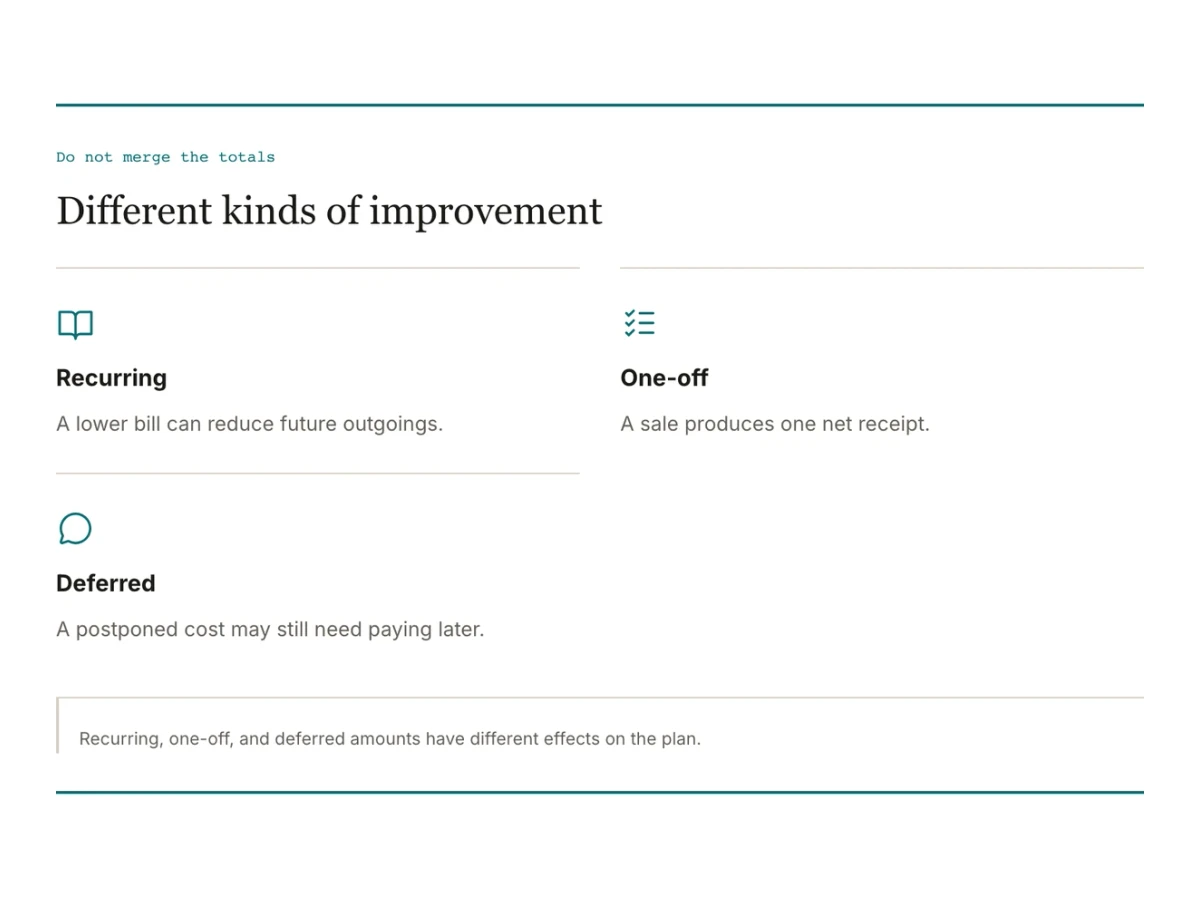 Do not merge the totals
Different kinds of improvement
Recurring
A lower bill can reduce future outgoings.
One-off
A sale produces one net receipt.
Deferred
A postponed cost may still need paying later.
Recurring, one-off, and deferred amounts have different effects on the plan.